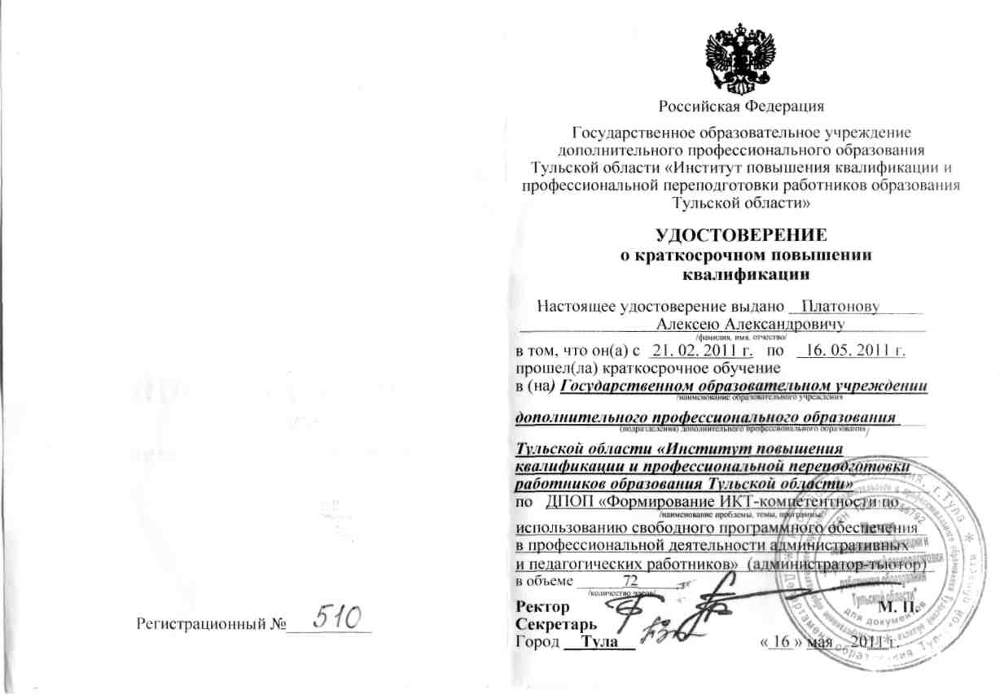 Регистрационный № 510
Российская Федерация
Государственное образовательное учреждение
дополнительного профессионального образования
Тульской области «Институт повышения квалификации и
профессиональной переподготовки работников образования
Тульской области»
УДОСТОВЕРЕНИЕ
о краткосрочном повышении
квалификации
Настоящее удостоверение выдано Платонову
Алексею Александровичу
/фамилия, имя, отчество/
в том, что он(а) с 21. 02. 2011 г. по 16. 05. 2011 г.
прошел(ла) краткосрочное обучение
в (на) Государственном образовательном учреждении
/наименование образовательного учреждения
дополнительного профессионального образования
(подразделения) дополнительного профессионального образования/
Тульской области «Институт повышения
квалификации и профессиональной переподготовки
работников образования Тульской области»
по ДПОП «Формирование ИКТ-компетентности по
/наименование проблемы, темы, программы/
использованию свободного программного обеспечения
в профессиональной деятельности административных
и педагогических работников» (администратор-тьютор)
в объеме 72
/количество часов/
Ректор М. П.
Секретарь
Город Тула « 16 » мая 2011 г.
работников образования
Тульской области"
для документов